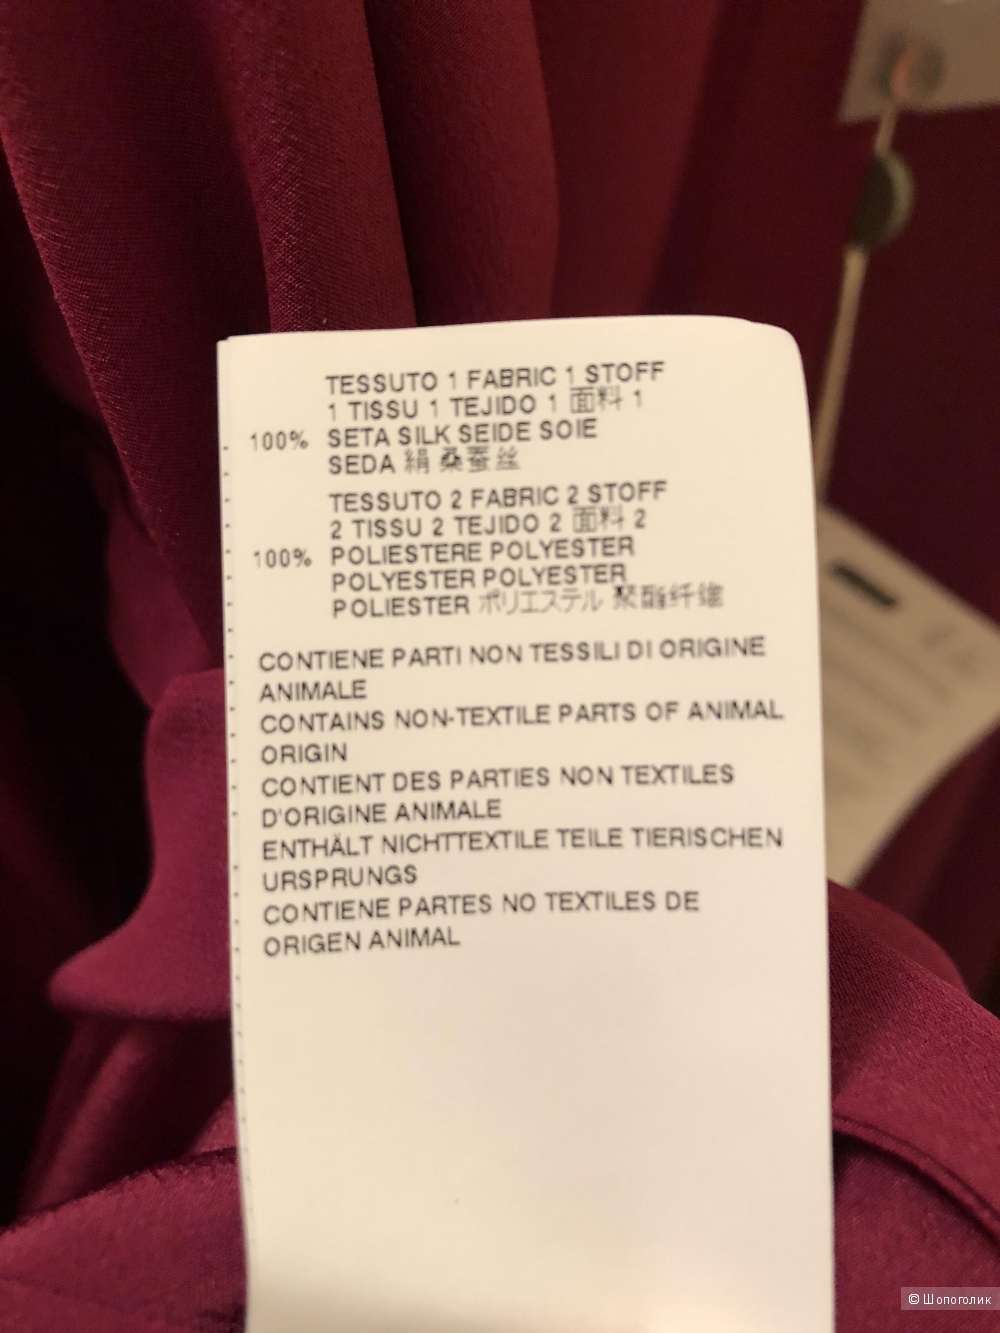 TESSUTO 1 FABRIC 1 STOFF
1 TISSU 1 TEJIDO 1 面料 1
100% SETA SILK SEIDE SOIE
SEDA 絹 桑蚕丝
TESSUTO 2 FABRIC 2 STOFF
2 TISSU 2 TEJIDO 2 面料 2
100% POLIESTERE POLYESTER
POLYESTER POLYESTER
POLIESTER ポリエステル 聚酯纤维
CONTIENE PARTI NON TESSILI DI ORIGINE
ANIMALE
CONTAINS NON-TEXTILE PARTS OF ANIMAL
ORIGIN
CONTIENT DES PARTIES NON TEXTILES
D'ORIGINE ANIMALE
ENTHÄLT NICHTTEXTILE TEILE TIERISCHEN
URSPRUNGS
CONTIENE PARTES NO TEXTILES DE
ORIGEN ANIMAL
© Шопоголик